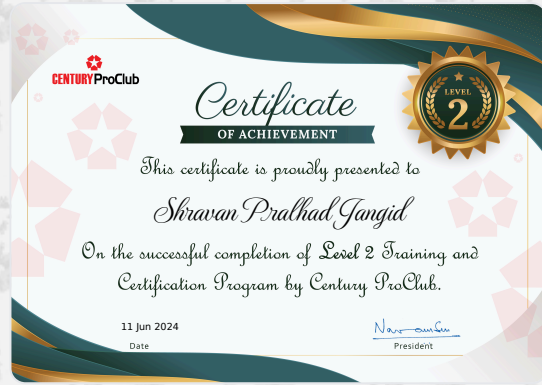 CENTURY ProClub
Certificate
OF ACHIEVEMENT
LEVEL
2
This certificate is proudly presented to
Shravan Pralhad Jangid
On the successful completion of Level 2 Training and
Certification Program by Century ProClub.
11 Jun 2024
Date
President